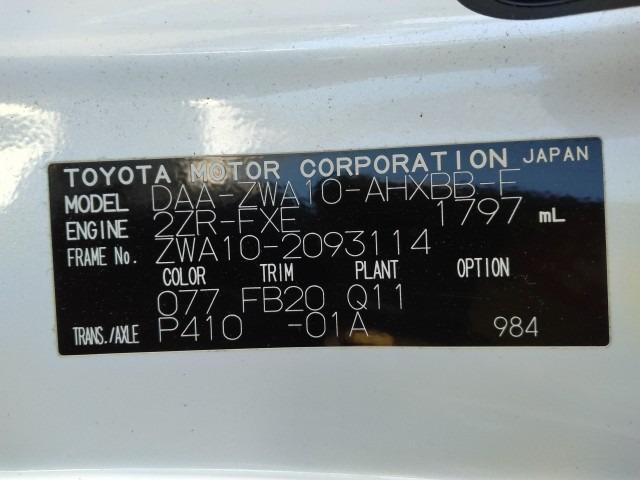 TOYOTA MOTOR CORPORATION JAPAN
MODEL DAA-ZWA10-AHXBB-F
ENGINE 2ZR-FXE 1797 mL
FRAME No. ZWA10-2093114
COLOR TRIM PLANT OPTION
077 FB20 Q11
TRANS./AXLE P410 -01A 984